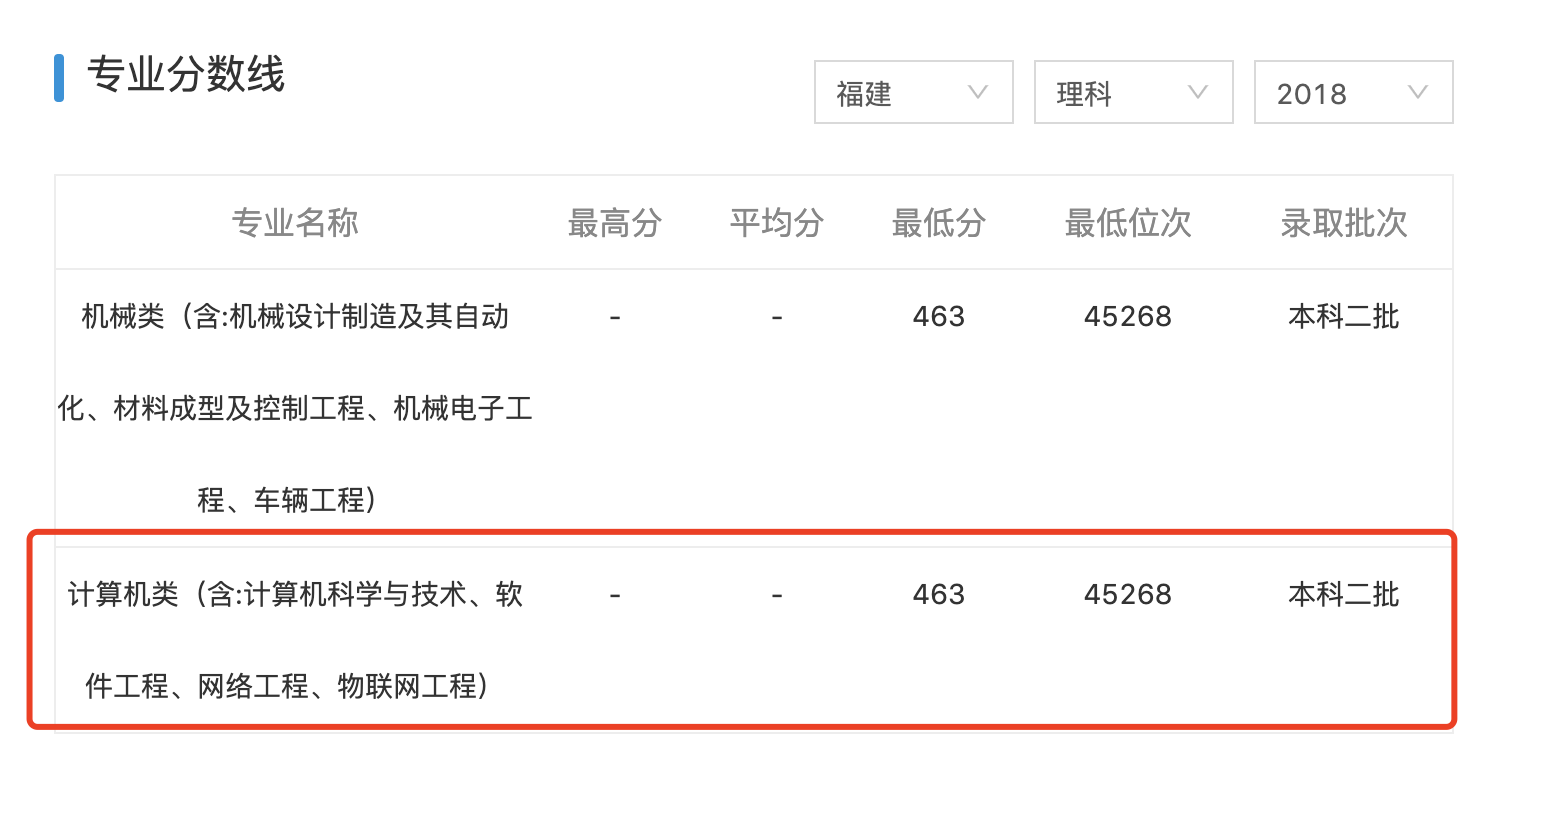 专业分数线
福建 理科 2018
专业名称 最高分 平均分 最低分 最低位次 录取批次
机械类（含:机械设计制造及其自动 - - 463 45268 本科二批
化、材料成型及控制工程、机械电子工
程、车辆工程）
计算机类（含:计算机科学与技术、软 - - 463 45268 本科二批
件工程、网络工程、物联网工程）